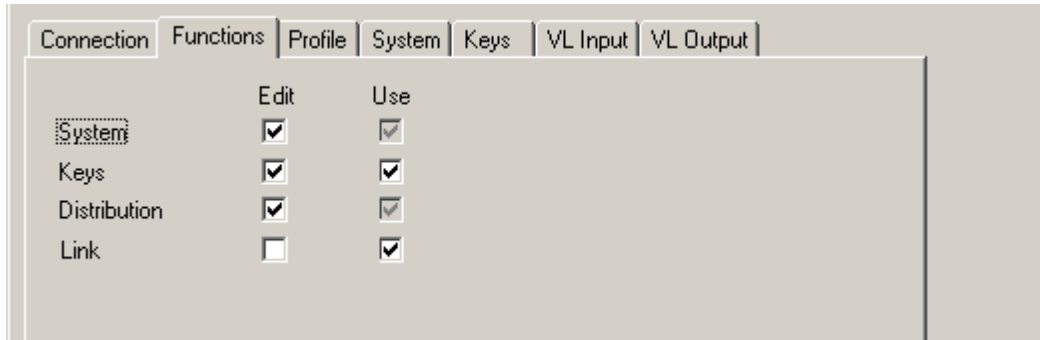 Connection Functions Profile System Keys VL Input VL Output
Edit Use
System
Keys
Distribution
Link